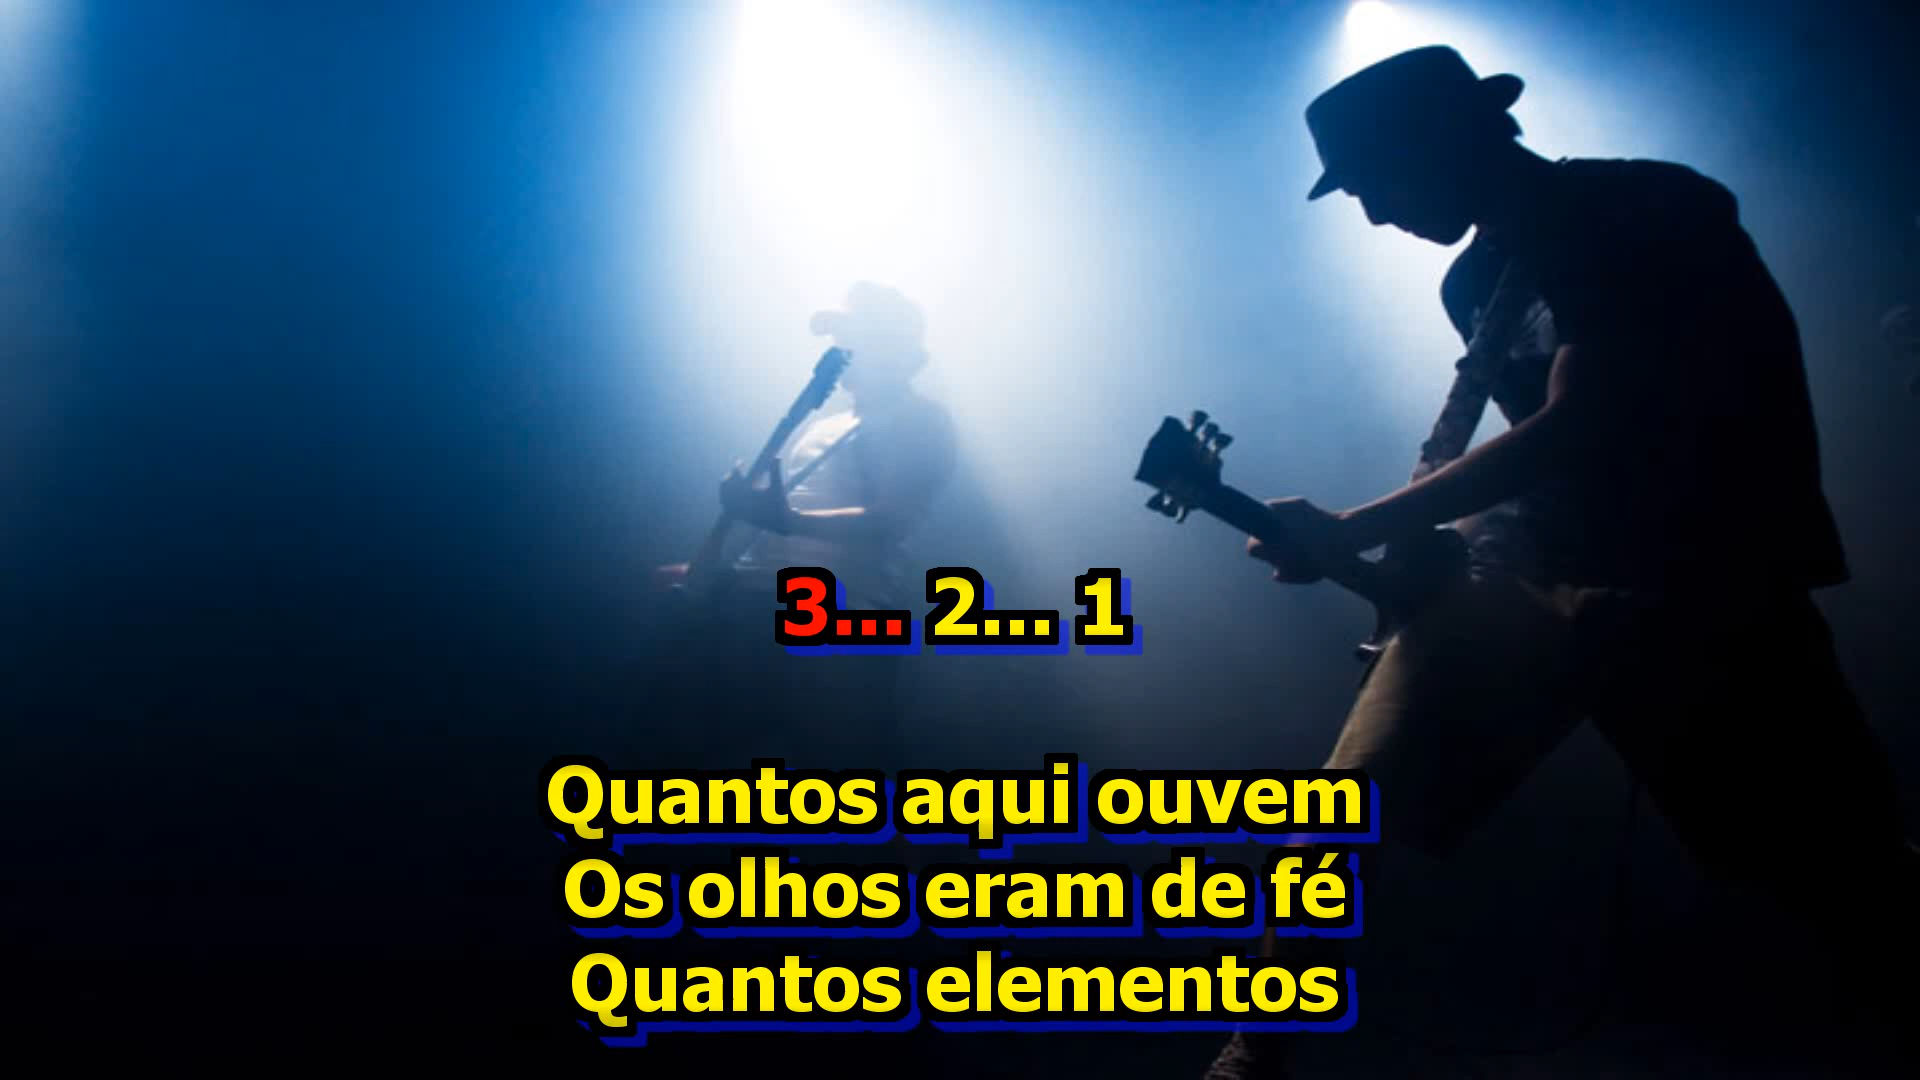 3... 2... 1
Quantos aqui ouvem
Os olhos eram de fé
Quantos elementos